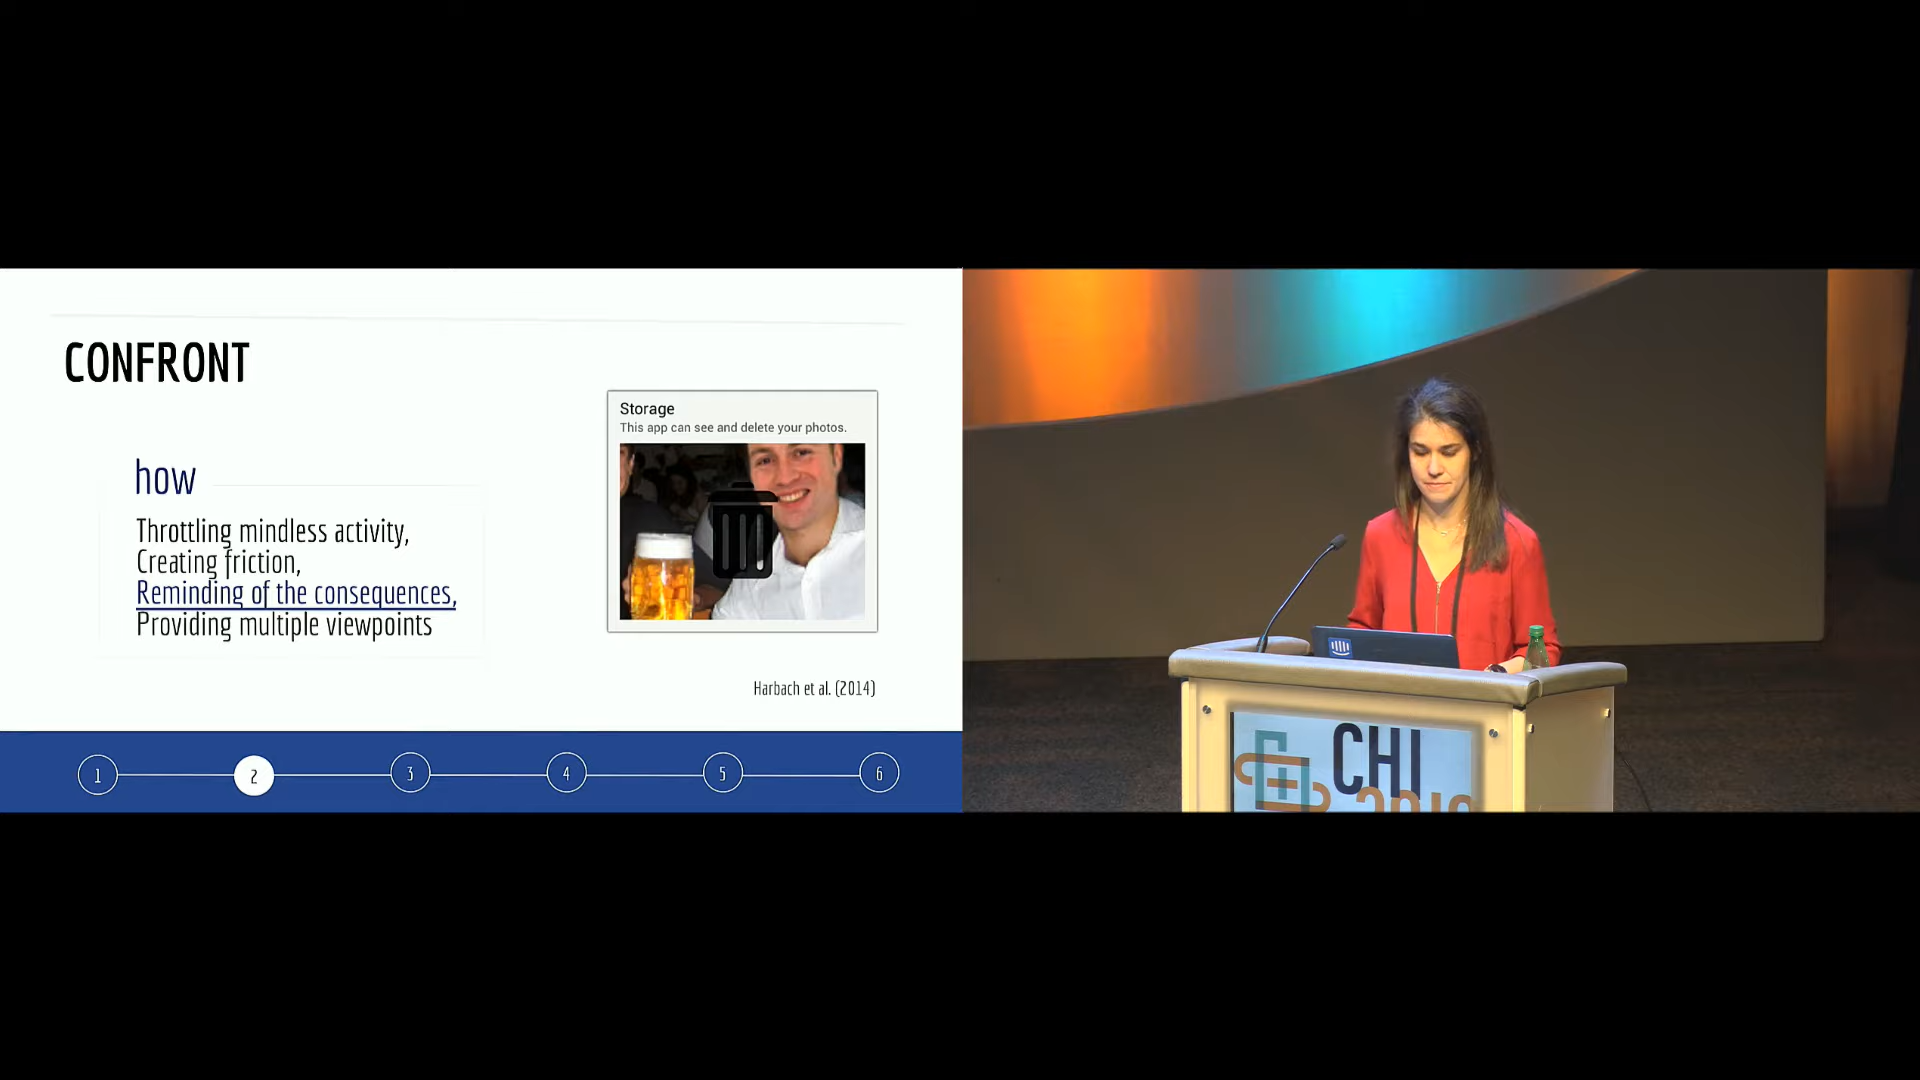 CONFRONT
how
Throttling mindless activity,
Creating friction,
Reminding of the consequences,
Providing multiple viewpoints
Storage
This app can see and delete your photos.
Harbach et al. (2014)
1
2
3
4
5
6
CHI